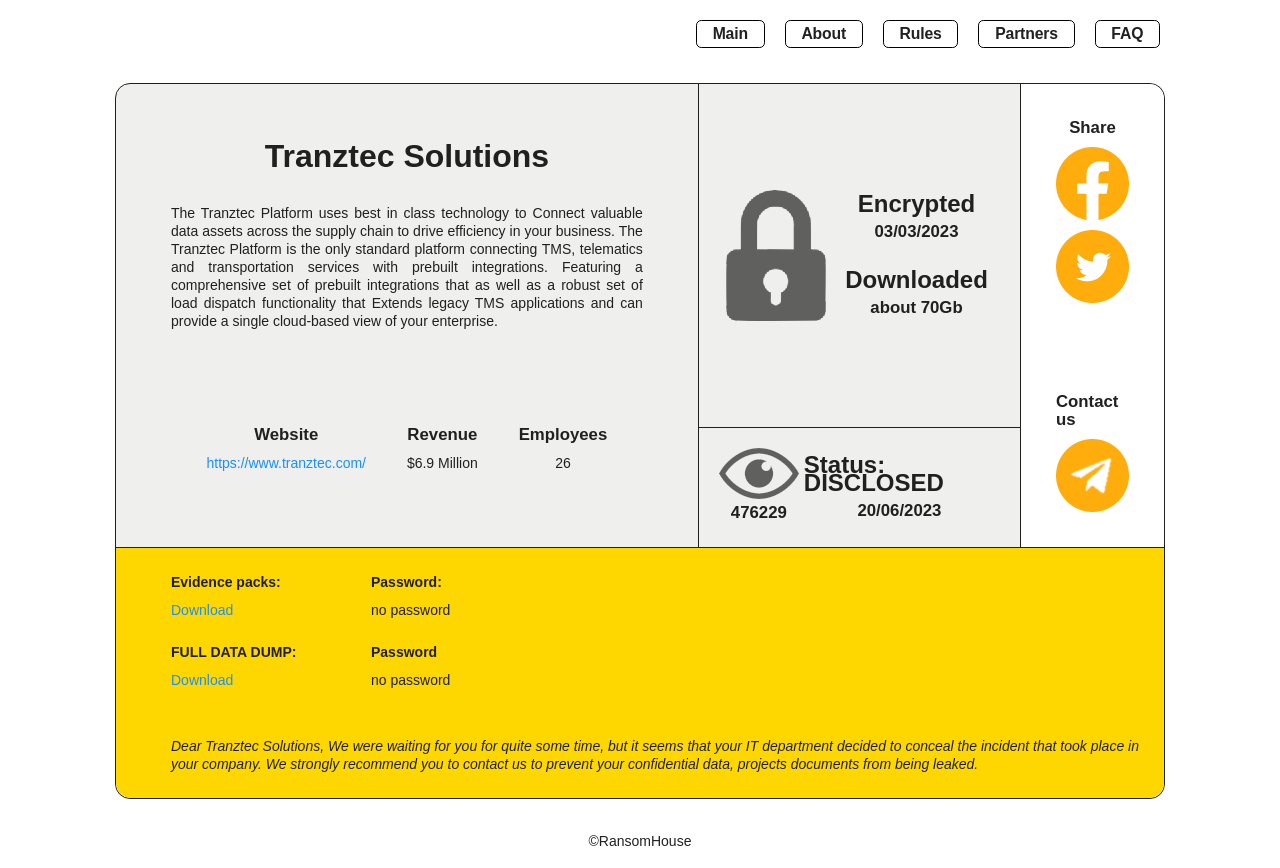 Main
About
Rules
Partners
FAQ
Tranztec Solutions
The Tranztec Platform uses best in class technology to Connect valuable
data assets across the supply chain to drive efficiency in your business. The
Tranztec Platform is the only standard platform connecting TMS, telematics
and transportation services with prebuilt integrations. Featuring a
comprehensive set of prebuilt integrations that as well as a robust set of
load dispatch functionality that Extends legacy TMS applications and can
provide a single cloud-based view of your enterprise.
Website
https://www.tranztec.com/
Revenue
$6.9 Million
Employees
26
Encrypted
03/03/2023
Downloaded
about 70Gb
476229
Status:
DISCLOSED
20/06/2023
Share
Contact
us
Evidence packs:
Download
Password:
no password
FULL DATA DUMP:
Download
Password
no password
Dear Tranztec Solutions, We were waiting for you for quite some time, but it seems that your IT department decided to conceal the incident that took place in
your company. We strongly recommend you to contact us to prevent your confidential data, projects documents from being leaked.
©RansomHouse